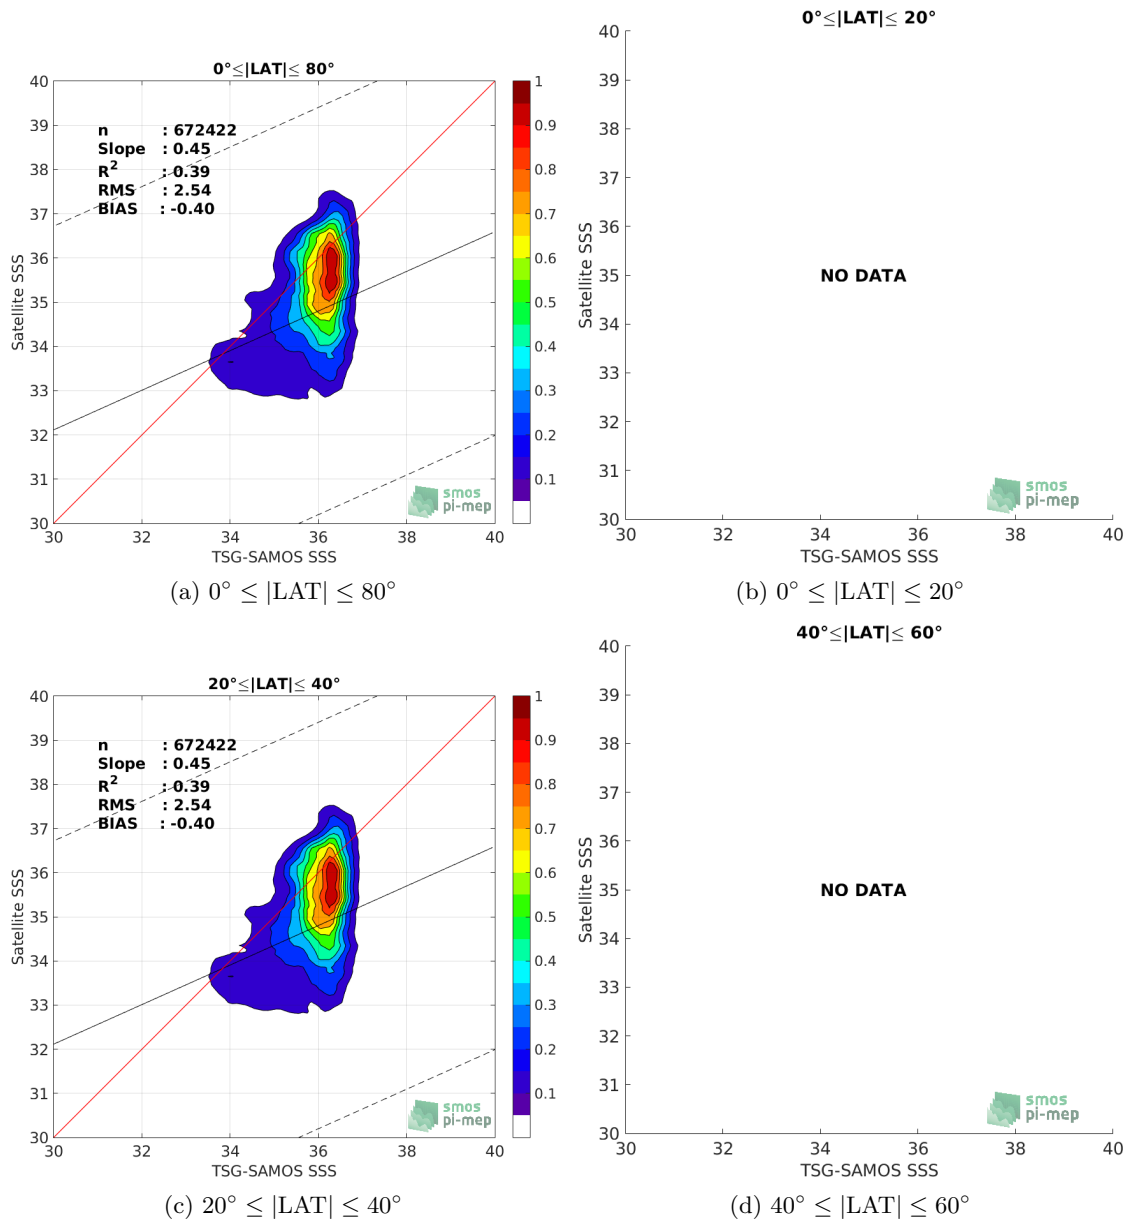 0°≤|LAT|≤ 80°
40
39
38
37
36
35
34
33
32
31
30
Satellite SSS
n : 672422
Slope : 0.45
R² : 0.39
RMS : 2.54
BIAS : -0.40
30 32 34 36 38 40
TSG-SAMOS SSS
1
0.9
0.8
0.7
0.6
0.5
0.4
0.3
0.2
0.1
smos
pi-mep
(a) 0° ≤ |LAT| ≤ 80°
0°≤|LAT|≤ 20°
40
39
38
37
36
35
34
33
32
31
30
Satellite SSS
NO DATA
smos
pi-mep
30 32 34 36 38 40
TSG-SAMOS SSS
(b) 0° ≤ |LAT| ≤ 20°
20°≤|LAT|≤ 40°
40
39
38
37
36
35
34
33
32
31
30
Satellite SSS
n : 672422
Slope : 0.45
R² : 0.39
RMS : 2.54
BIAS : -0.40
30 32 34 36 38 40
TSG-SAMOS SSS
1
0.9
0.8
0.7
0.6
0.5
0.4
0.3
0.2
0.1
smos
pi-mep
(c) 20° ≤ |LAT| ≤ 40°
40°≤|LAT|≤ 60°
40
39
38
37
36
35
34
33
32
31
30
Satellite SSS
NO DATA
smos
pi-mep
30 32 34 36 38 40
TSG-SAMOS SSS
(d) 40° ≤ |LAT| ≤ 60°